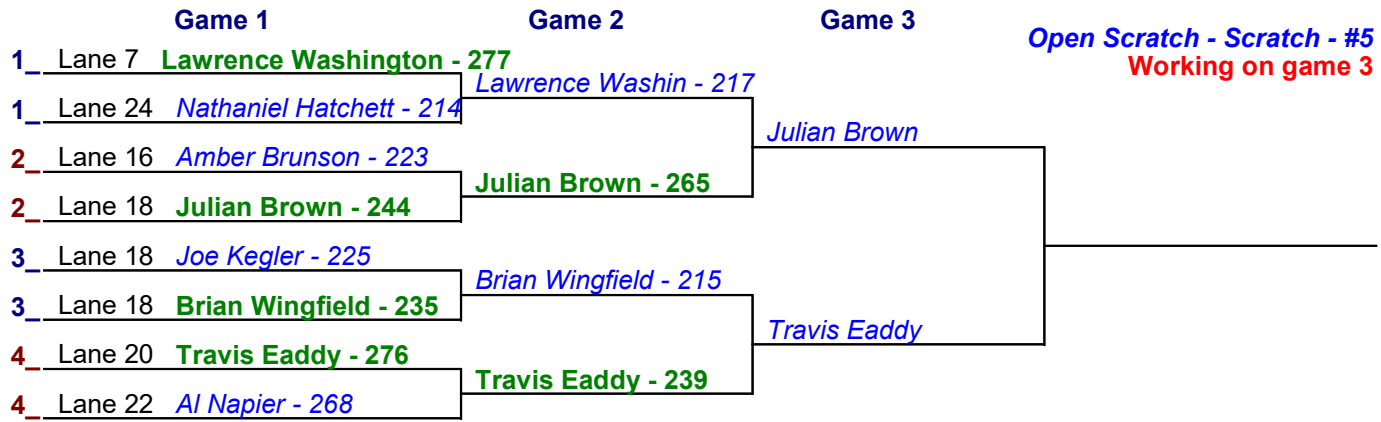 Game 1 Game 2 Game 3
Open Scratch - Scratch - #5
Working on game 3
1_ Lane 7 Lawrence Washington - 277
Lawrence Washin - 217
1_ Lane 24 Nathaniel Hatchett - 214
Julian Brown
2_ Lane 16 Amber Brunson - 223
Julian Brown - 265
2_ Lane 18 Julian Brown - 244
3_ Lane 18 Joe Kegler - 225
Brian Wingfield - 215
3_ Lane 18 Brian Wingfield - 235
Travis Eaddy
4_ Lane 20 Travis Eaddy - 276
Travis Eaddy - 239
4_ Lane 22 Al Napier - 268